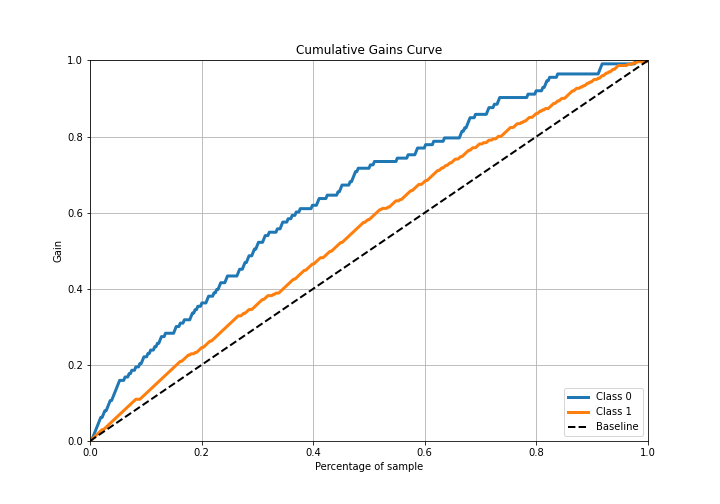 Cumulative Gains Curve
1.0
0.8
0.6
0.4
0.2
0.0
Gain
0.0 0.2 0.4 0.6 0.8 1.0
Percentage of sample
Class 0
Class 1
Baseline